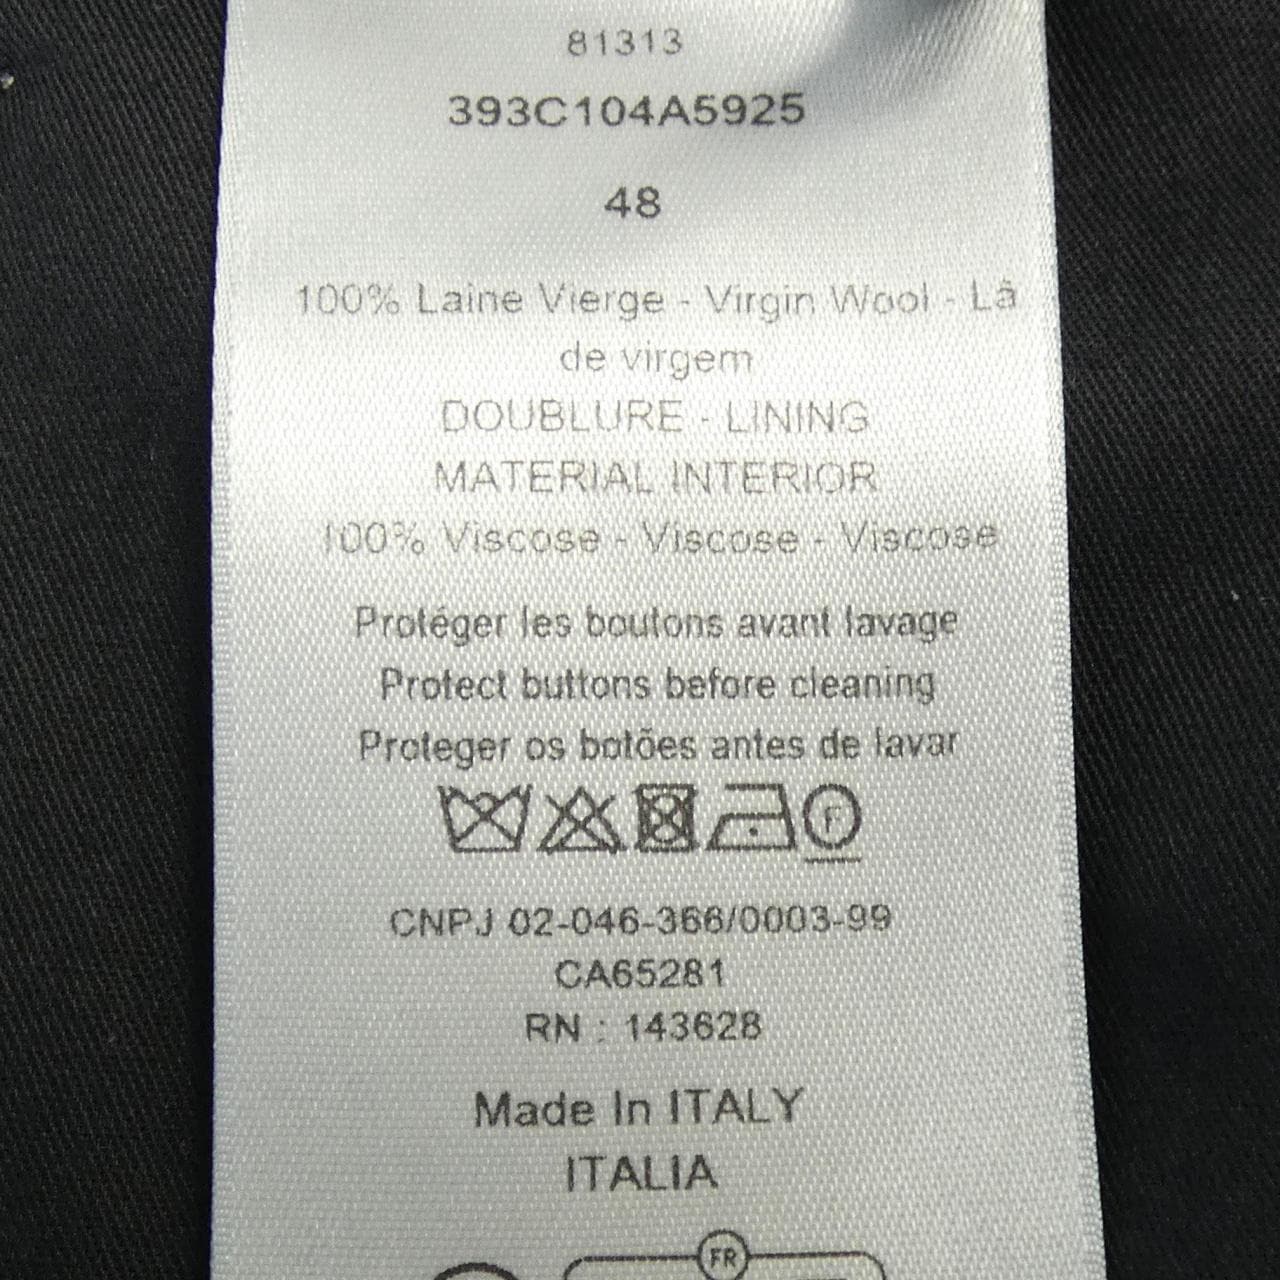 81313
393C104A5925
48
100% Laine Vierge - Virgin Wool - Lã
de virgem
DOUBLURE - LINING
MATERIAL INTERIOR
100% Viscose - Viscose - Viscose
Protéger les boutons avant lavage
Protect buttons before cleaning
Proteger os botões antes de lavar
F
CNPJ 02-046-366/0003-99
CA65281
RN : 143628
Made In ITALY
ITALIA
FR